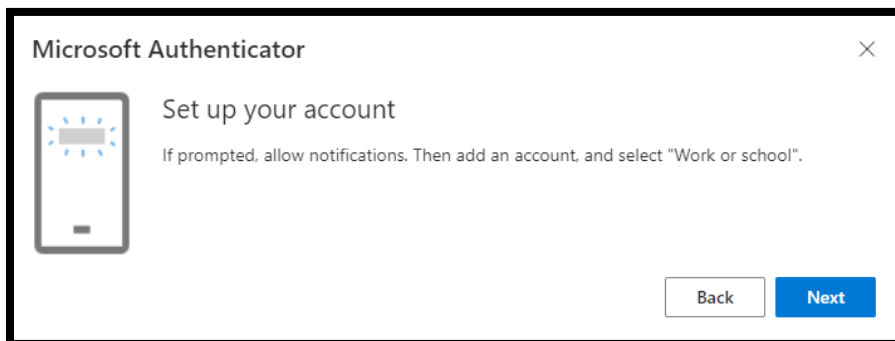 Microsoft Authenticator
Set up your account
If prompted, allow notifications. Then add an account, and select "Work or school".
Back Next